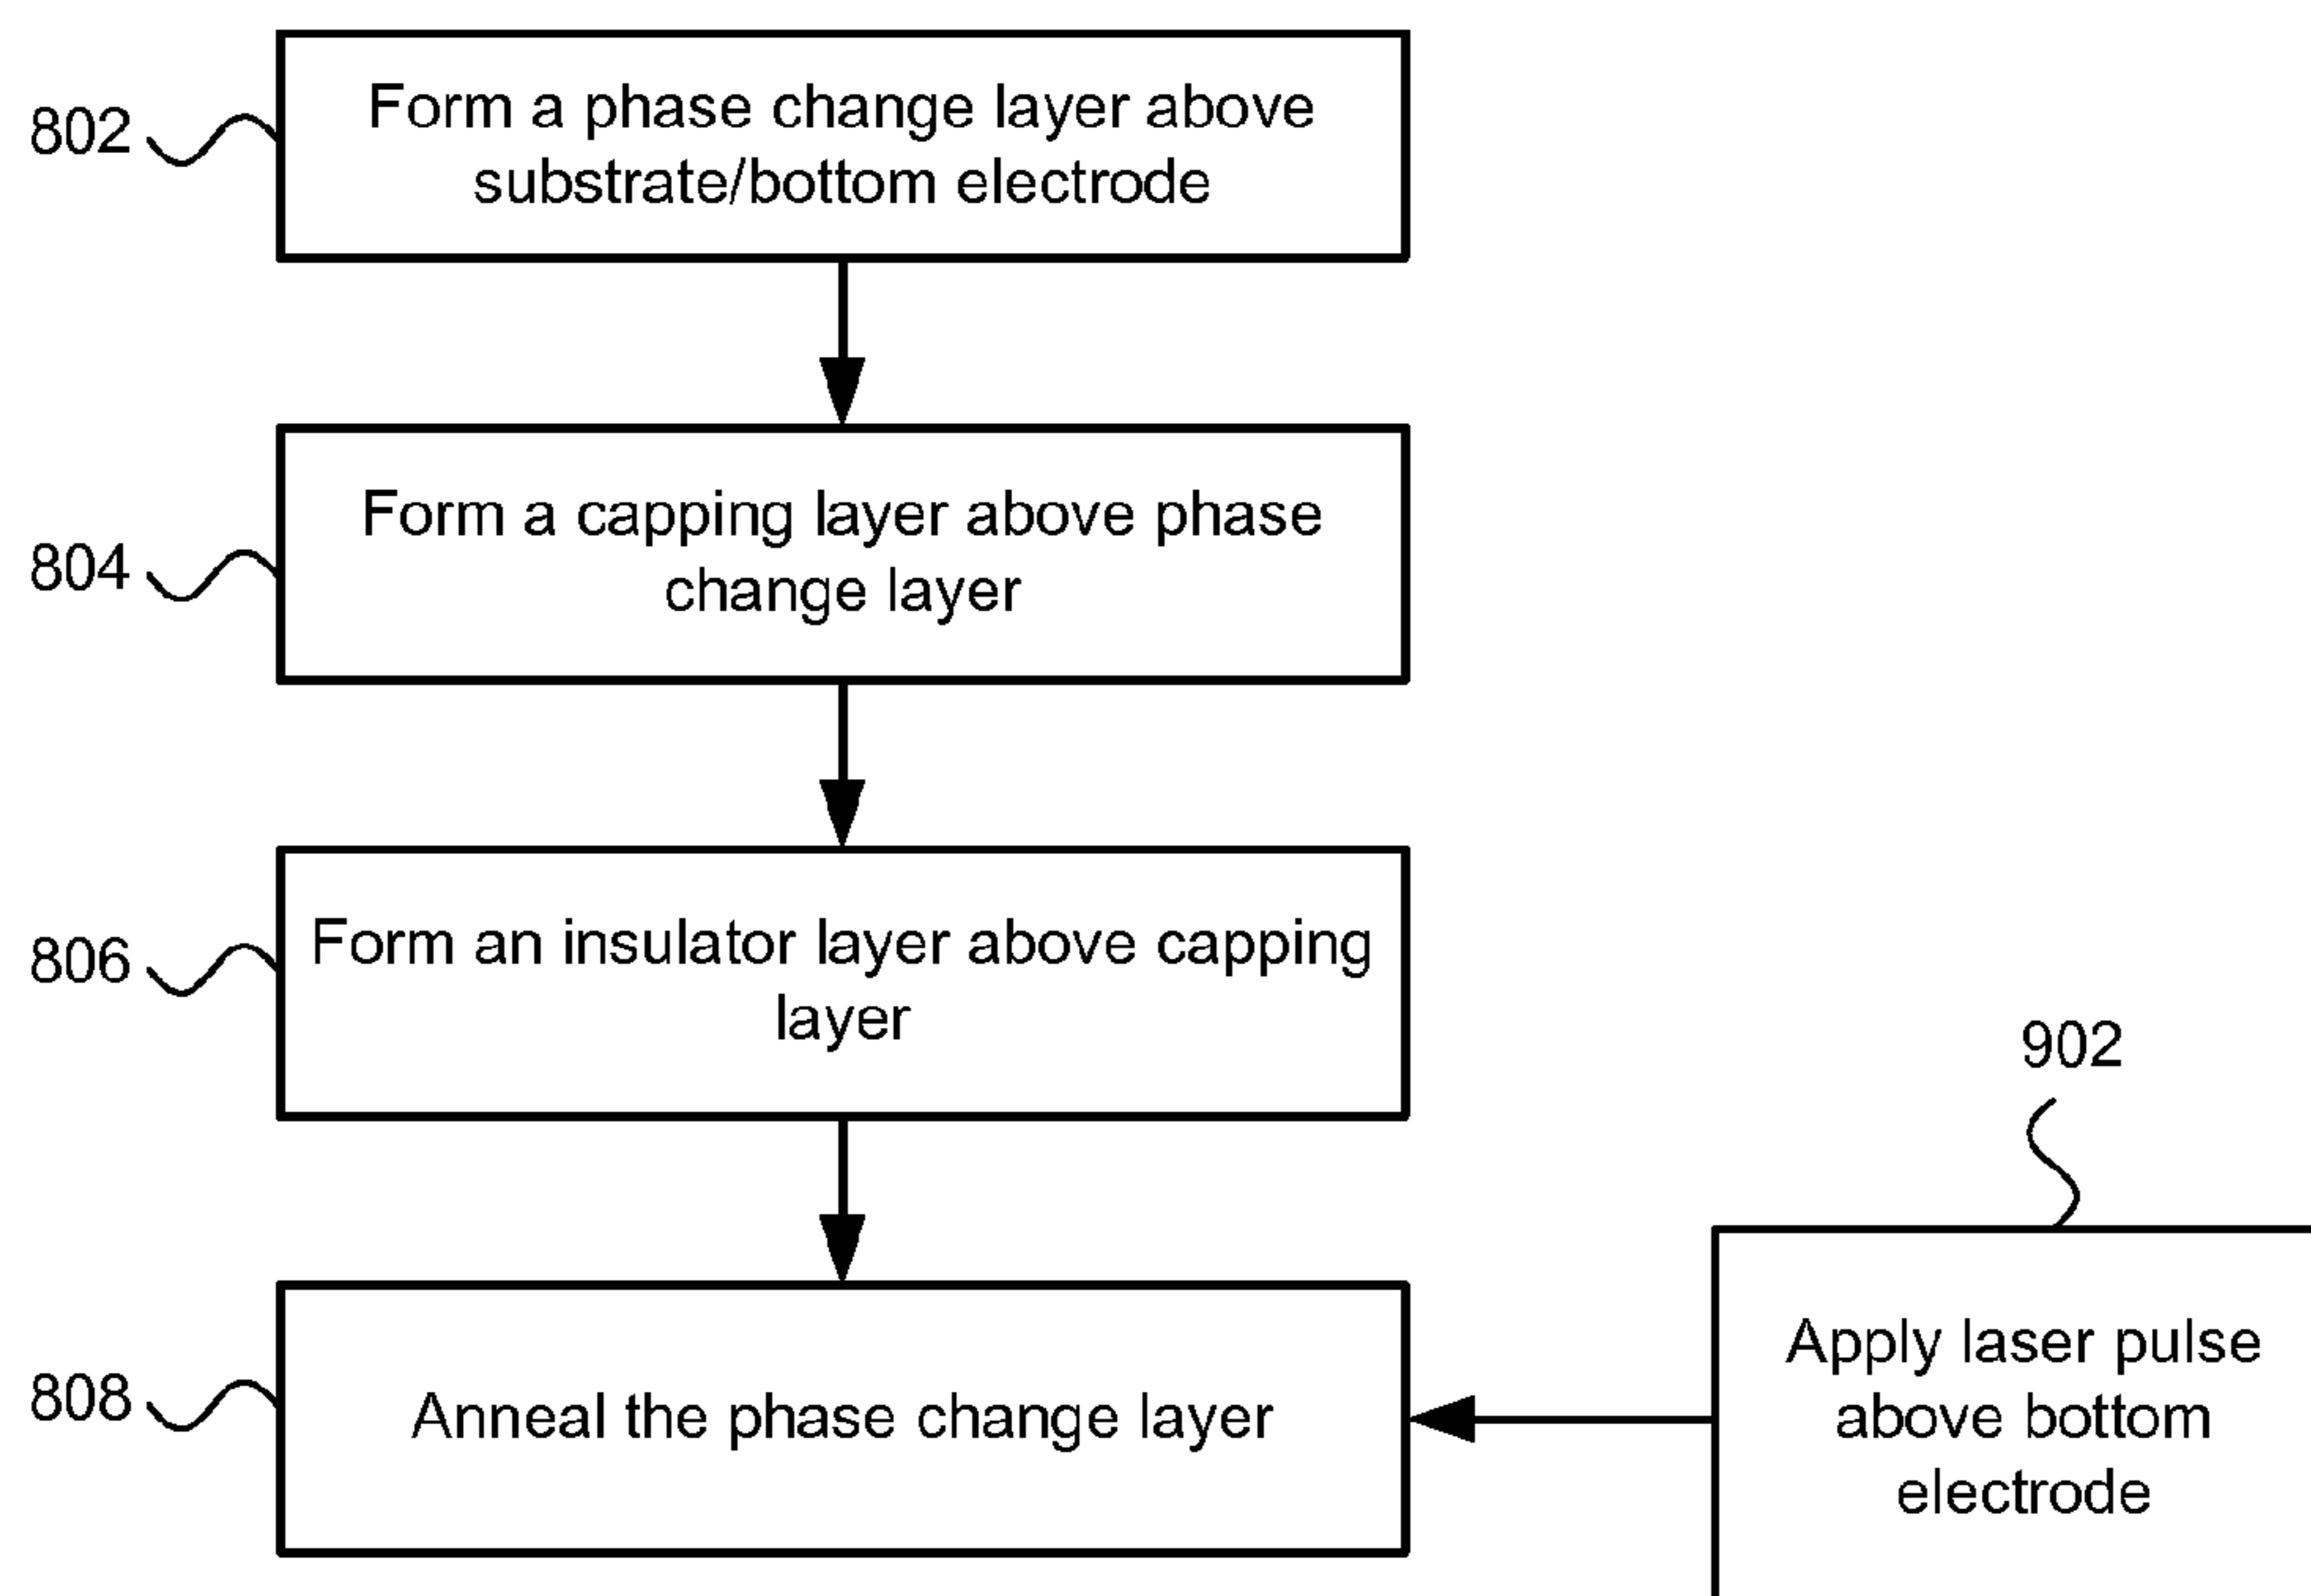 802
Form a phase change layer above
substrate/bottom electrode
804
Form a capping layer above phase
change layer
806
Form an insulator layer above capping
layer
902
808
Anneal the phase change layer
Apply laser pulse
above bottom
electrode